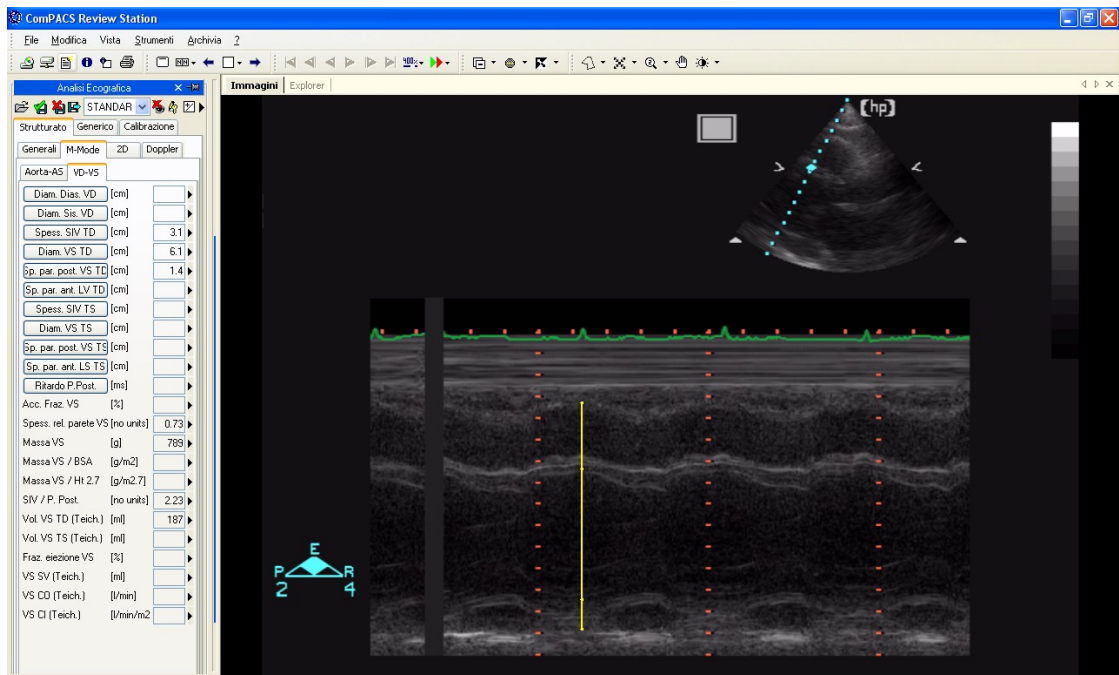 ComPACS Review Station
File Modifica Vista Strumenti Archivia ?
100%
Analisi Ecografica
STANDAR
Strutturato Generico Calibrazione
Generali M-Mode 2D Doppler
Aorta-AS VD-VS
Diam. Dias. VD [cm]
Diam. Sis. VD [cm]
Spess. SIV TD [cm] 3.1
Diam. VS TD [cm] 6.1
Sp. par. post. VS TD [cm] 1.4
Sp. par. ant. LV TD [cm]
Spess. SIV TS [cm]
Diam. VS TS [cm]
Sp. par. post. VS TS [cm]
Sp. par. ant. LS TS [cm]
Ritardo P.Post. [ms]
Acc. Fraz. VS [%]
Spess. rel. parete VS [no units] 0.73
Massa VS [g] 789
Massa VS / BSA [g/m2]
Massa VS / Ht 2.7 [g/m2.7]
SIV / P. Post. [no units] 2.23
Vol. VS TD (Teich.) [ml] 187
Vol. VS TS (Teich.) [ml]
Fraz. eiezione VS [%]
VS SV (Teich.) [ml]
VS CO (Teich.) [l/min]
VS CI (Teich.) [l/min/m2
Immagini Explorer
[hp]
E
P R
2 4